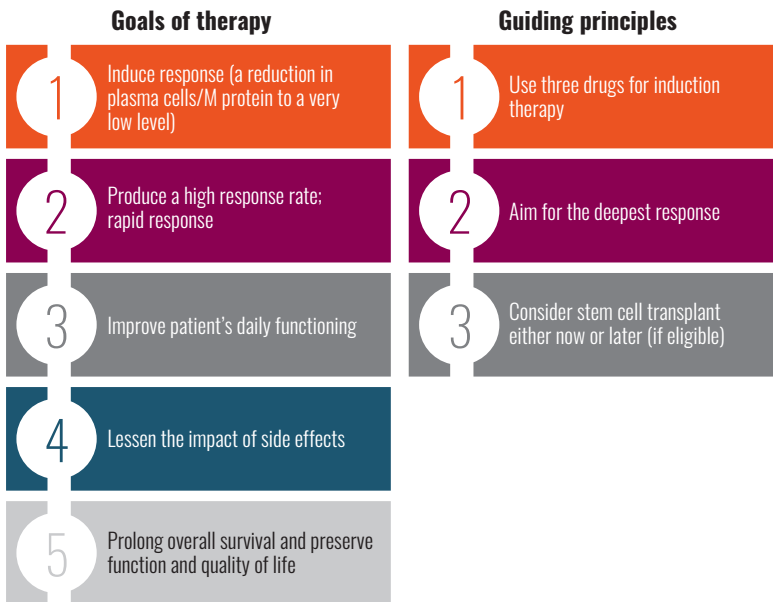 Goals of therapy
1
Induce response (a reduction in
plasma cells/M protein to a very
low level)
2
Produce a high response rate;
rapid response
3
Improve patient’s daily functioning
4
Lessen the impact of side effects
5
Prolong overall survival and preserve
function and quality of life
Guiding principles
1
Use three drugs for induction
therapy
2
Aim for the deepest response
3
Consider stem cell transplant
either now or later (if eligible)